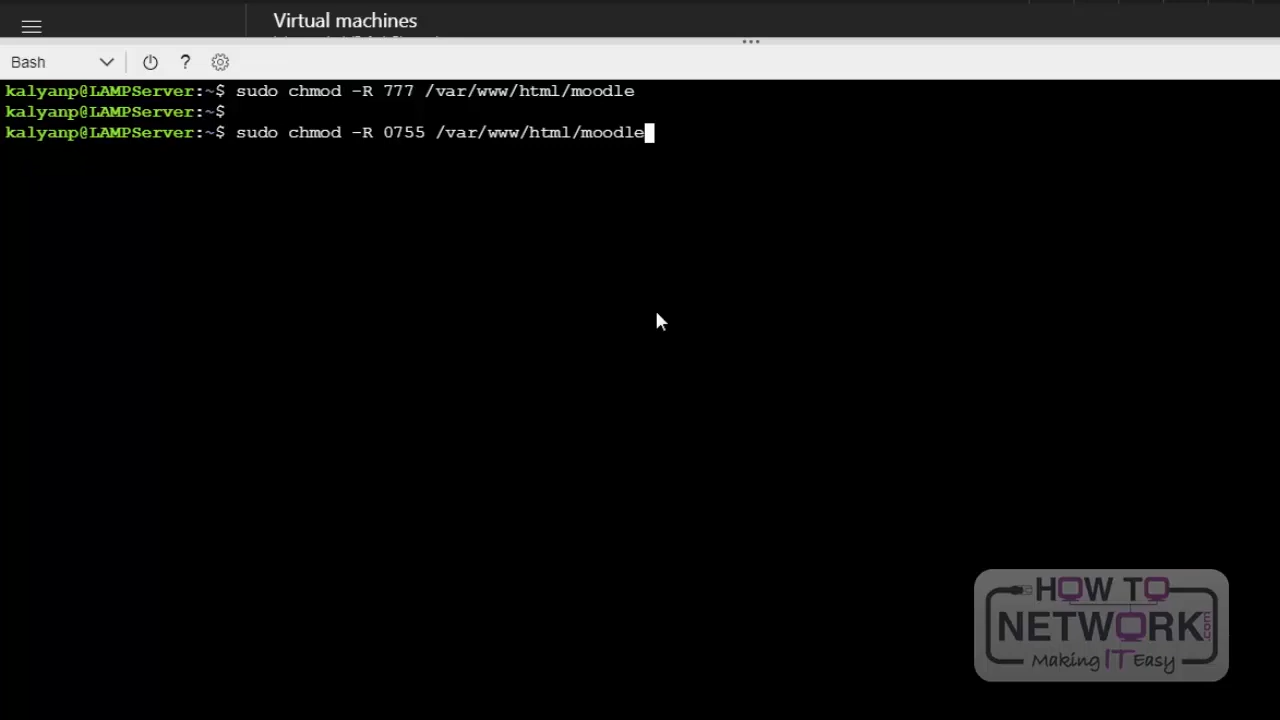 Virtual machines
Bash
?
kalyanp@LAMPServer:~$ sudo chmod -R 777 /var/www/html/moodle
kalyanp@LAMPServer:~$
kalyanp@LAMPServer:~$ sudo chmod -R 0755 /var/www/html/moodle
HOW TO
NETWORK.com
Making IT Easy